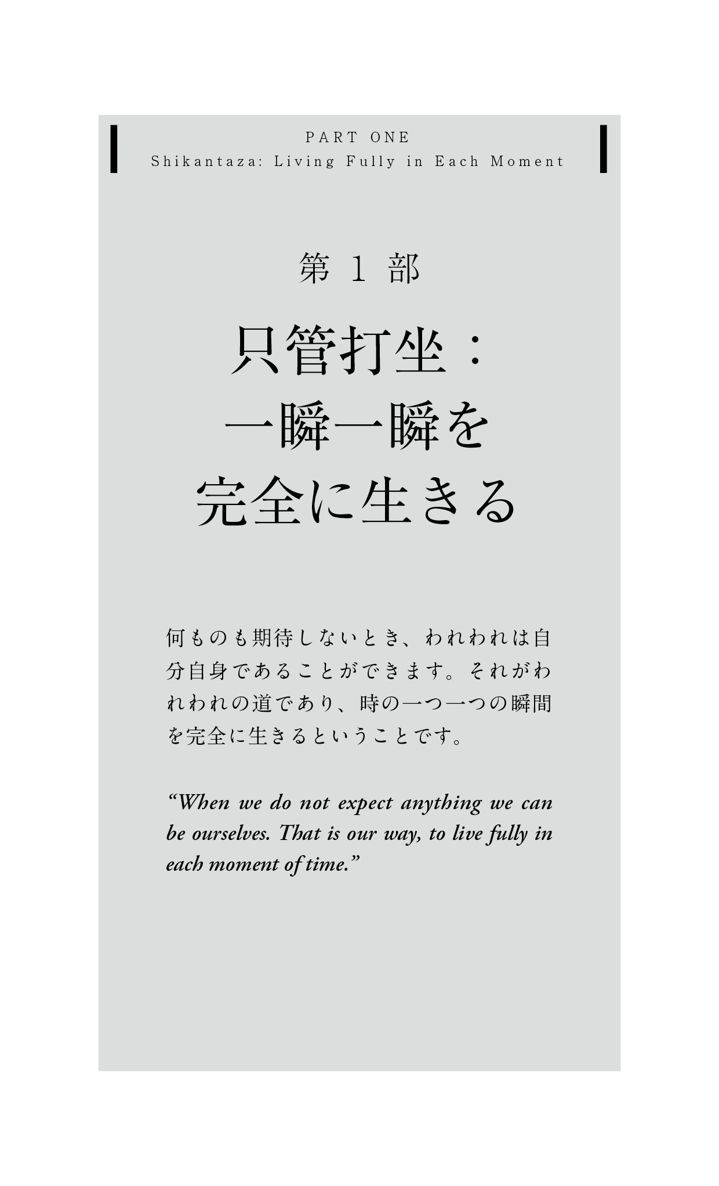 PART ONE
Shikantaza: Living Fully in Each Moment
第 1 部
只管打坐：
一瞬一瞬を
完全に生きる
何ものも期待しないとき、われわれは自
分自身であることができます。それがわ
れわれの道であり、時の一つ一つの瞬間
を完全に生きるということです。
“When we do not expect anything we can
be ourselves. That is our way, to live fully in
each moment of time.”